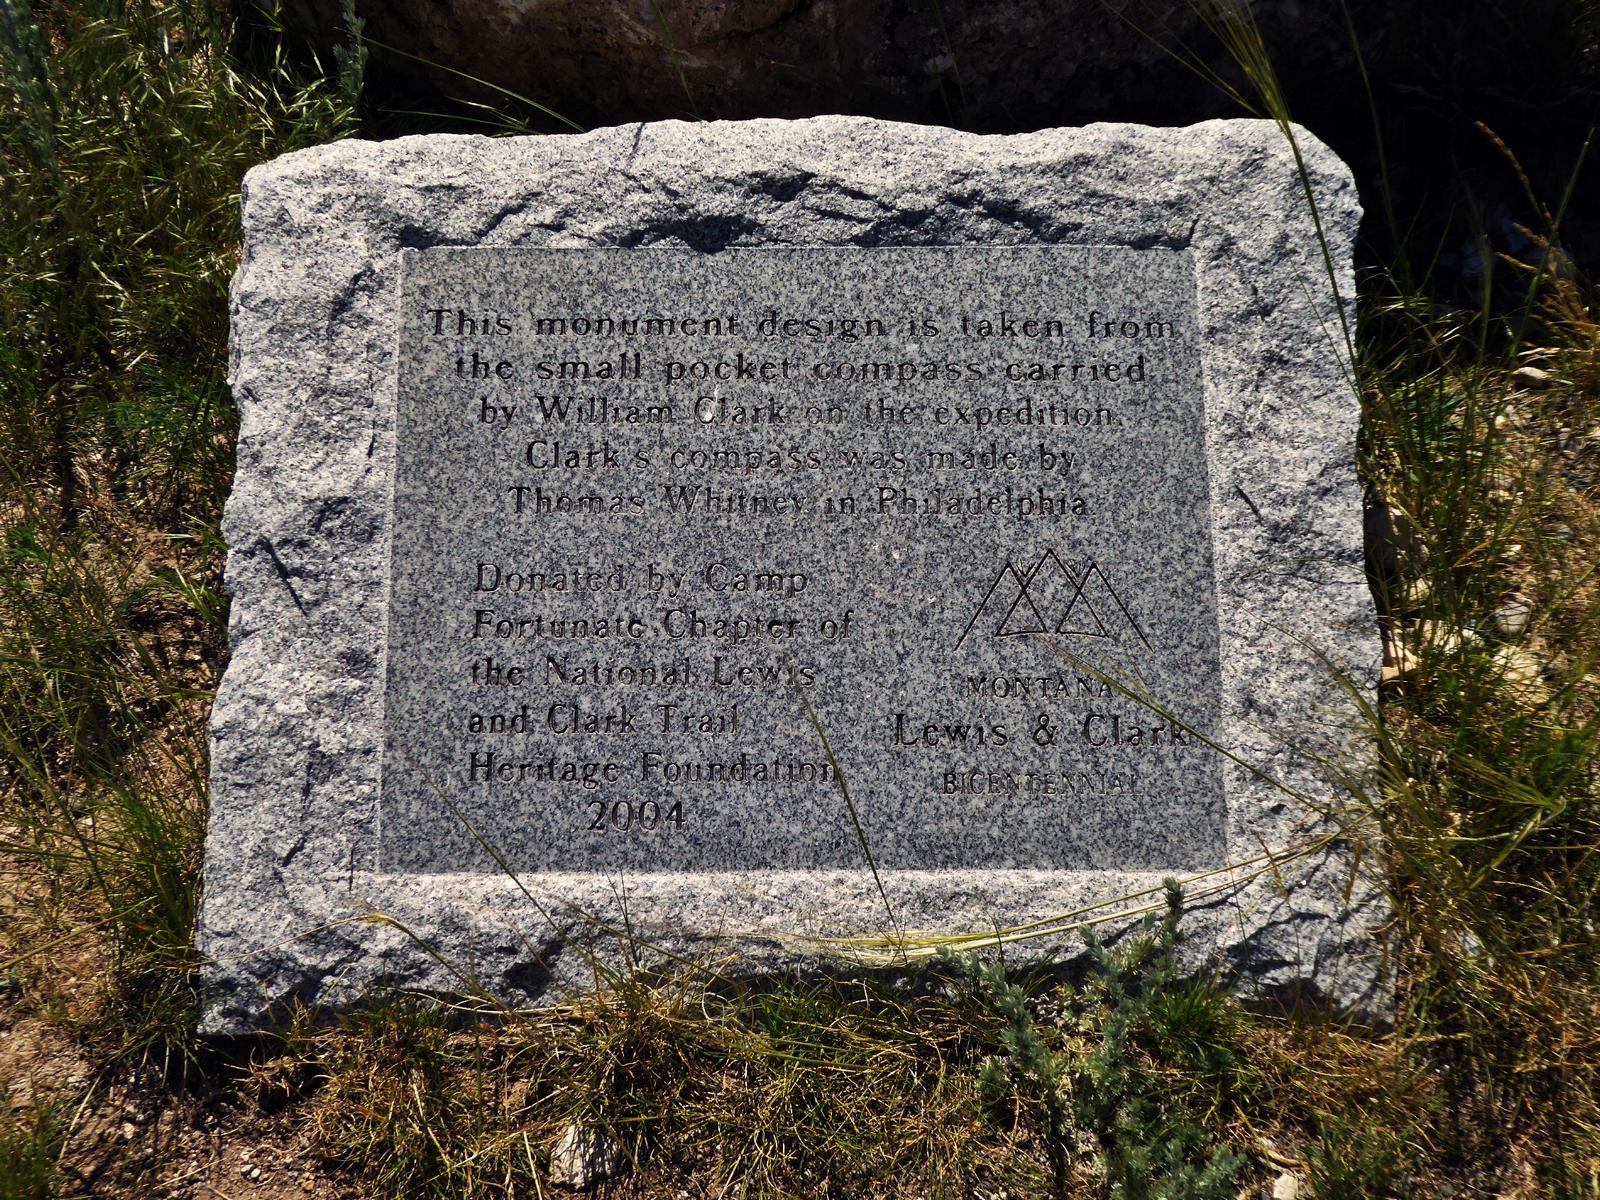 This monument design is taken from
the small pocket compass carried
by William Clark on the expedition.
Clark's compass was made by
Thomas Whitney in Philadelphia.
Donated by Camp
Fortunate Chapter of
the National Lewis
and Clark Trail
Heritage Foundation
2004
MONTANA
Lewis & Clark
BICENTENNIAL